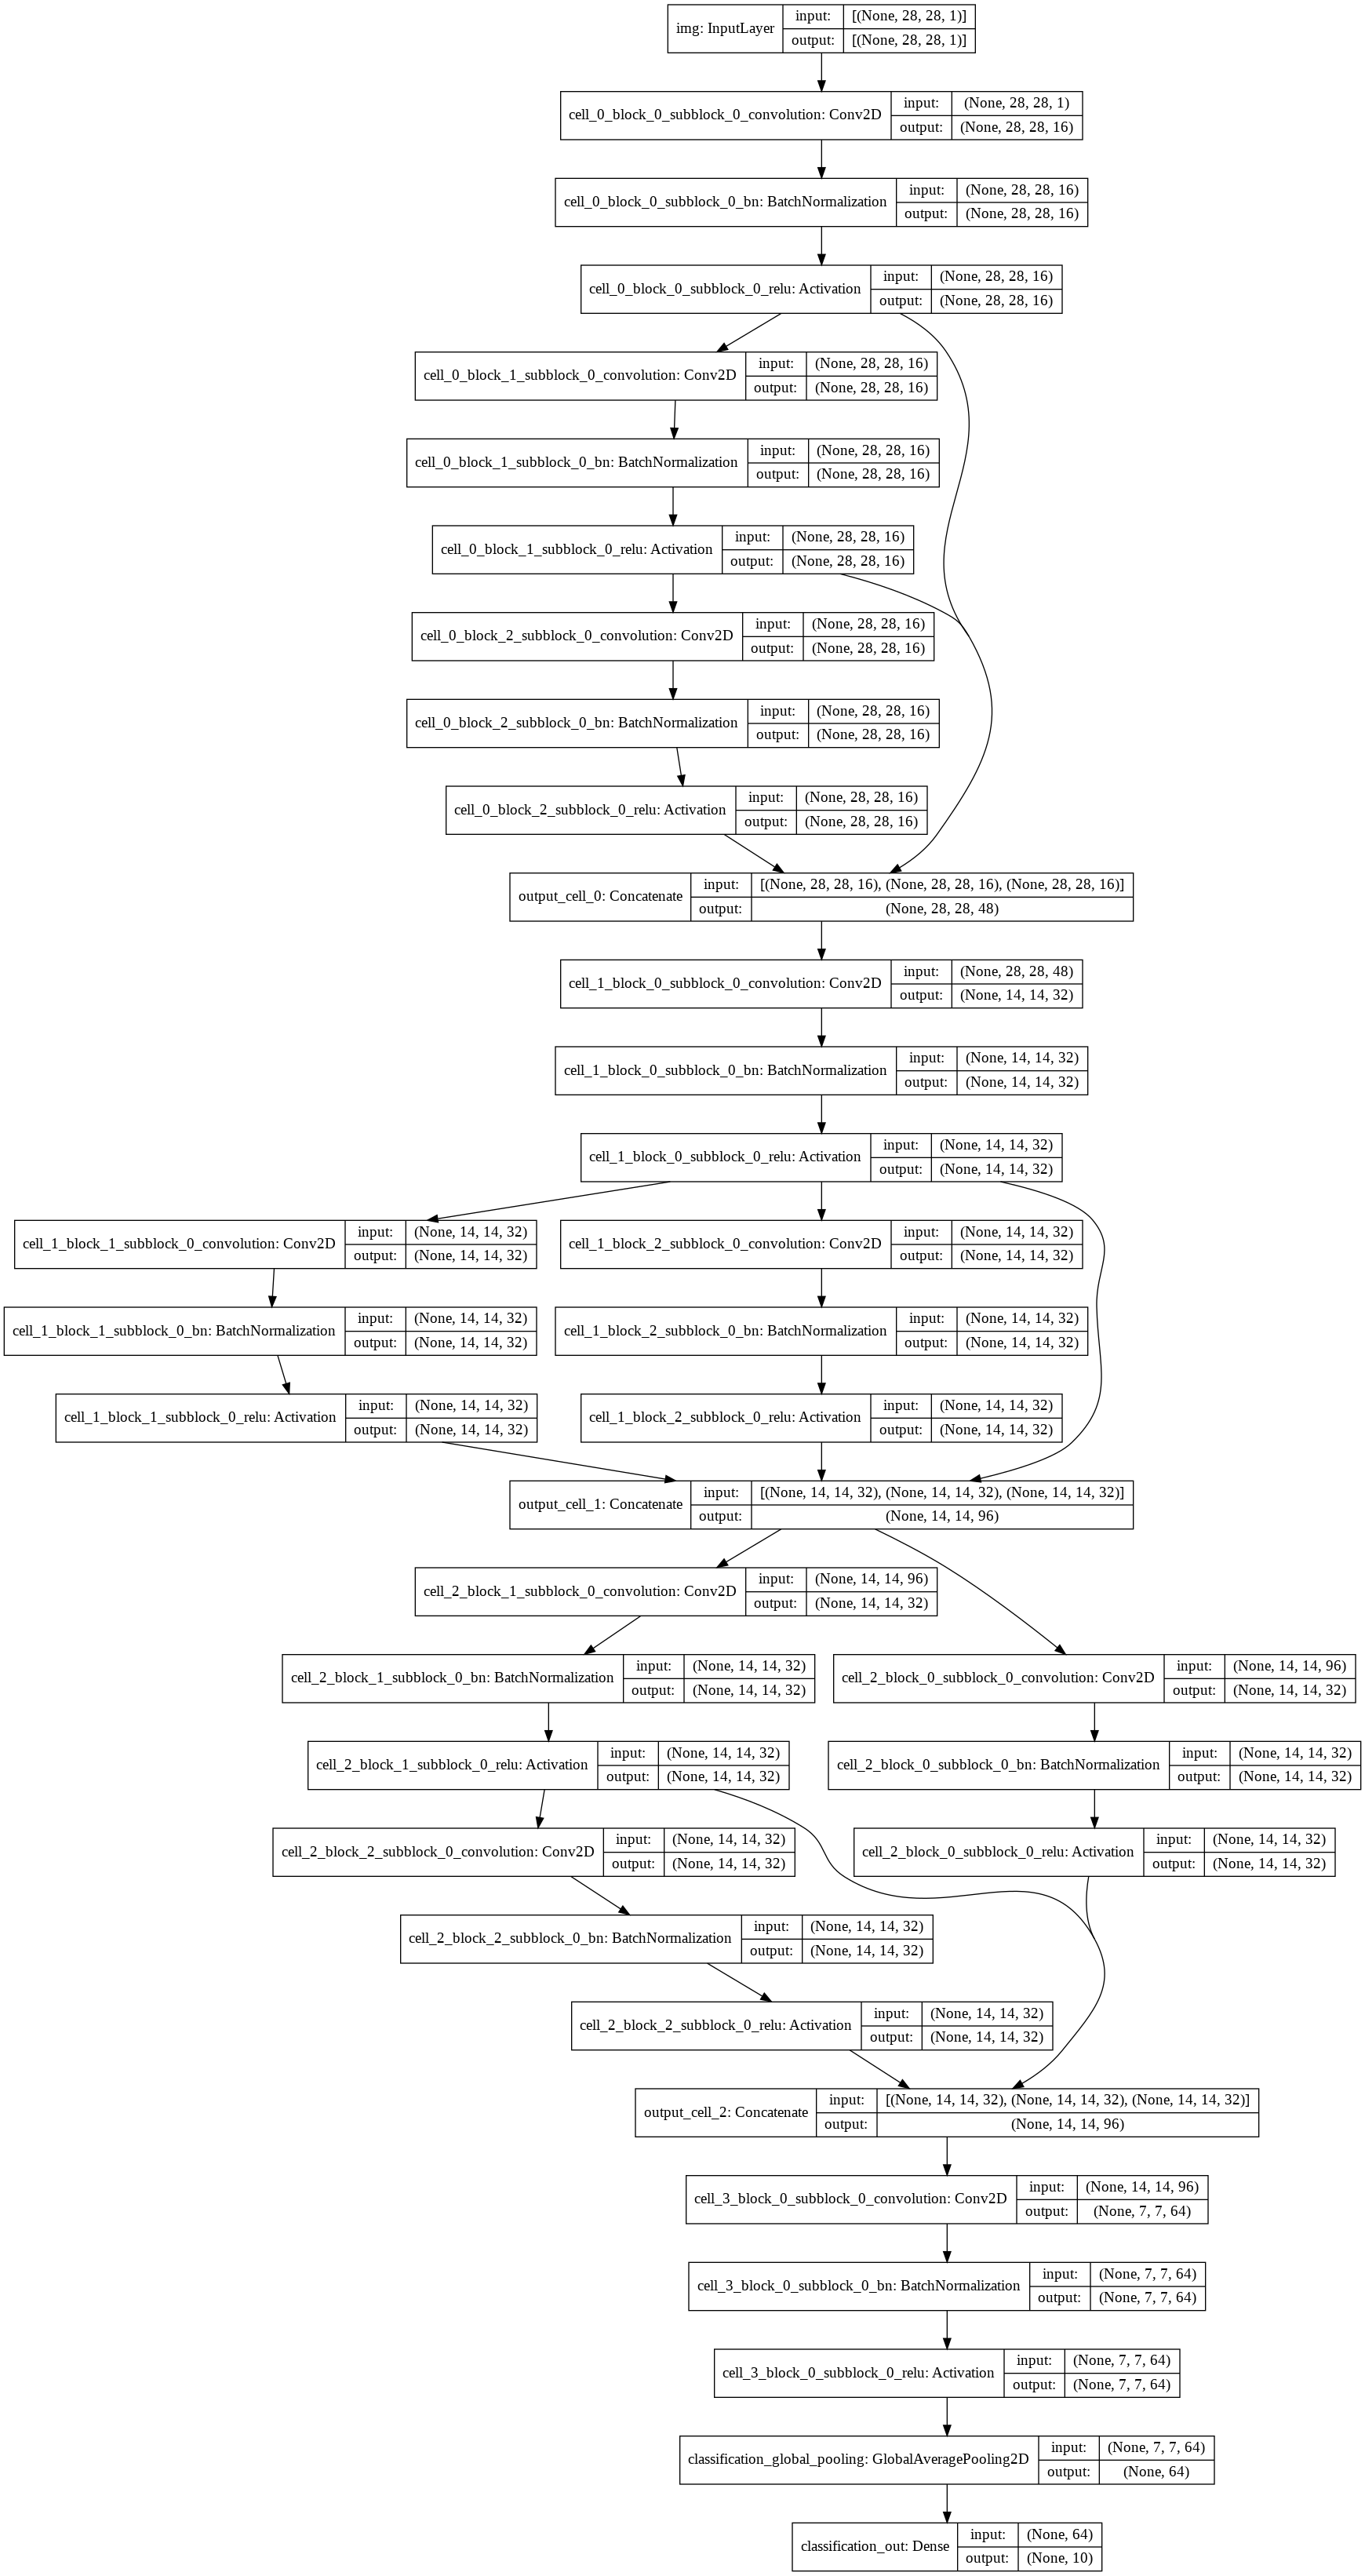 img: InputLayer
input:
[(None, 28, 28, 1)]
output:
[(None, 28, 28, 1)]
cell_0_block_0_subblock_0_convolution: Conv2D
input:
(None, 28, 28, 1)
output:
(None, 28, 28, 16)
cell_0_block_0_subblock_0_bn: BatchNormalization
input:
(None, 28, 28, 16)
output:
(None, 28, 28, 16)
cell_0_block_0_subblock_0_relu: Activation
input:
(None, 28, 28, 16)
output:
(None, 28, 28, 16)
cell_0_block_1_subblock_0_convolution: Conv2D
input:
(None, 28, 28, 16)
output:
(None, 28, 28, 16)
cell_0_block_1_subblock_0_bn: BatchNormalization
input:
(None, 28, 28, 16)
output:
(None, 28, 28, 16)
cell_0_block_1_subblock_0_relu: Activation
input:
(None, 28, 28, 16)
output:
(None, 28, 28, 16)
cell_0_block_2_subblock_0_convolution: Conv2D
input:
(None, 28, 28, 16)
output:
(None, 28, 28, 16)
cell_0_block_2_subblock_0_bn: BatchNormalization
input:
(None, 28, 28, 16)
output:
(None, 28, 28, 16)
cell_0_block_2_subblock_0_relu: Activation
input:
(None, 28, 28, 16)
output:
(None, 28, 28, 16)
output_cell_0: Concatenate
input:
[(None, 28, 28, 16), (None, 28, 28, 16), (None, 28, 28, 16)]
output:
(None, 28, 28, 48)
cell_1_block_0_subblock_0_convolution: Conv2D
input:
(None, 28, 28, 48)
output:
(None, 14, 14, 32)
cell_1_block_0_subblock_0_bn: BatchNormalization
input:
(None, 14, 14, 32)
output:
(None, 14, 14, 32)
cell_1_block_0_subblock_0_relu: Activation
input:
(None, 14, 14, 32)
output:
(None, 14, 14, 32)
cell_1_block_1_subblock_0_convolution: Conv2D
input:
(None, 14, 14, 32)
output:
(None, 14, 14, 32)
cell_1_block_2_subblock_0_convolution: Conv2D
input:
(None, 14, 14, 32)
output:
(None, 14, 14, 32)
cell_1_block_1_subblock_0_bn: BatchNormalization
input:
(None, 14, 14, 32)
output:
(None, 14, 14, 32)
cell_1_block_2_subblock_0_bn: BatchNormalization
input:
(None, 14, 14, 32)
output:
(None, 14, 14, 32)
cell_1_block_1_subblock_0_relu: Activation
input:
(None, 14, 14, 32)
output:
(None, 14, 14, 32)
cell_1_block_2_subblock_0_relu: Activation
input:
(None, 14, 14, 32)
output:
(None, 14, 14, 32)
output_cell_1: Concatenate
input:
[(None, 14, 14, 32), (None, 14, 14, 32), (None, 14, 14, 32)]
output:
(None, 14, 14, 96)
cell_2_block_1_subblock_0_convolution: Conv2D
input:
(None, 14, 14, 96)
output:
(None, 14, 14, 32)
cell_2_block_1_subblock_0_bn: BatchNormalization
input:
(None, 14, 14, 32)
output:
(None, 14, 14, 32)
cell_2_block_0_subblock_0_convolution: Conv2D
input:
(None, 14, 14, 96)
output:
(None, 14, 14, 32)
cell_2_block_1_subblock_0_relu: Activation
input:
(None, 14, 14, 32)
output:
(None, 14, 14, 32)
cell_2_block_0_subblock_0_bn: BatchNormalization
input:
(None, 14, 14, 32)
output:
(None, 14, 14, 32)
cell_2_block_2_subblock_0_convolution: Conv2D
input:
(None, 14, 14, 32)
output:
(None, 14, 14, 32)
cell_2_block_0_subblock_0_relu: Activation
input:
(None, 14, 14, 32)
output:
(None, 14, 14, 32)
cell_2_block_2_subblock_0_bn: BatchNormalization
input:
(None, 14, 14, 32)
output:
(None, 14, 14, 32)
cell_2_block_2_subblock_0_relu: Activation
input:
(None, 14, 14, 32)
output:
(None, 14, 14, 32)
output_cell_2: Concatenate
input:
[(None, 14, 14, 32), (None, 14, 14, 32), (None, 14, 14, 32)]
output:
(None, 14, 14, 96)
cell_3_block_0_subblock_0_convolution: Conv2D
input:
(None, 14, 14, 96)
output:
(None, 7, 7, 64)
cell_3_block_0_subblock_0_bn: BatchNormalization
input:
(None, 7, 7, 64)
output:
(None, 7, 7, 64)
cell_3_block_0_subblock_0_relu: Activation
input:
(None, 7, 7, 64)
output:
(None, 7, 7, 64)
classification_global_pooling: GlobalAveragePooling2D
input:
(None, 7, 7, 64)
output:
(None, 64)
classification_out: Dense
input:
(None, 64)
output:
(None, 10)